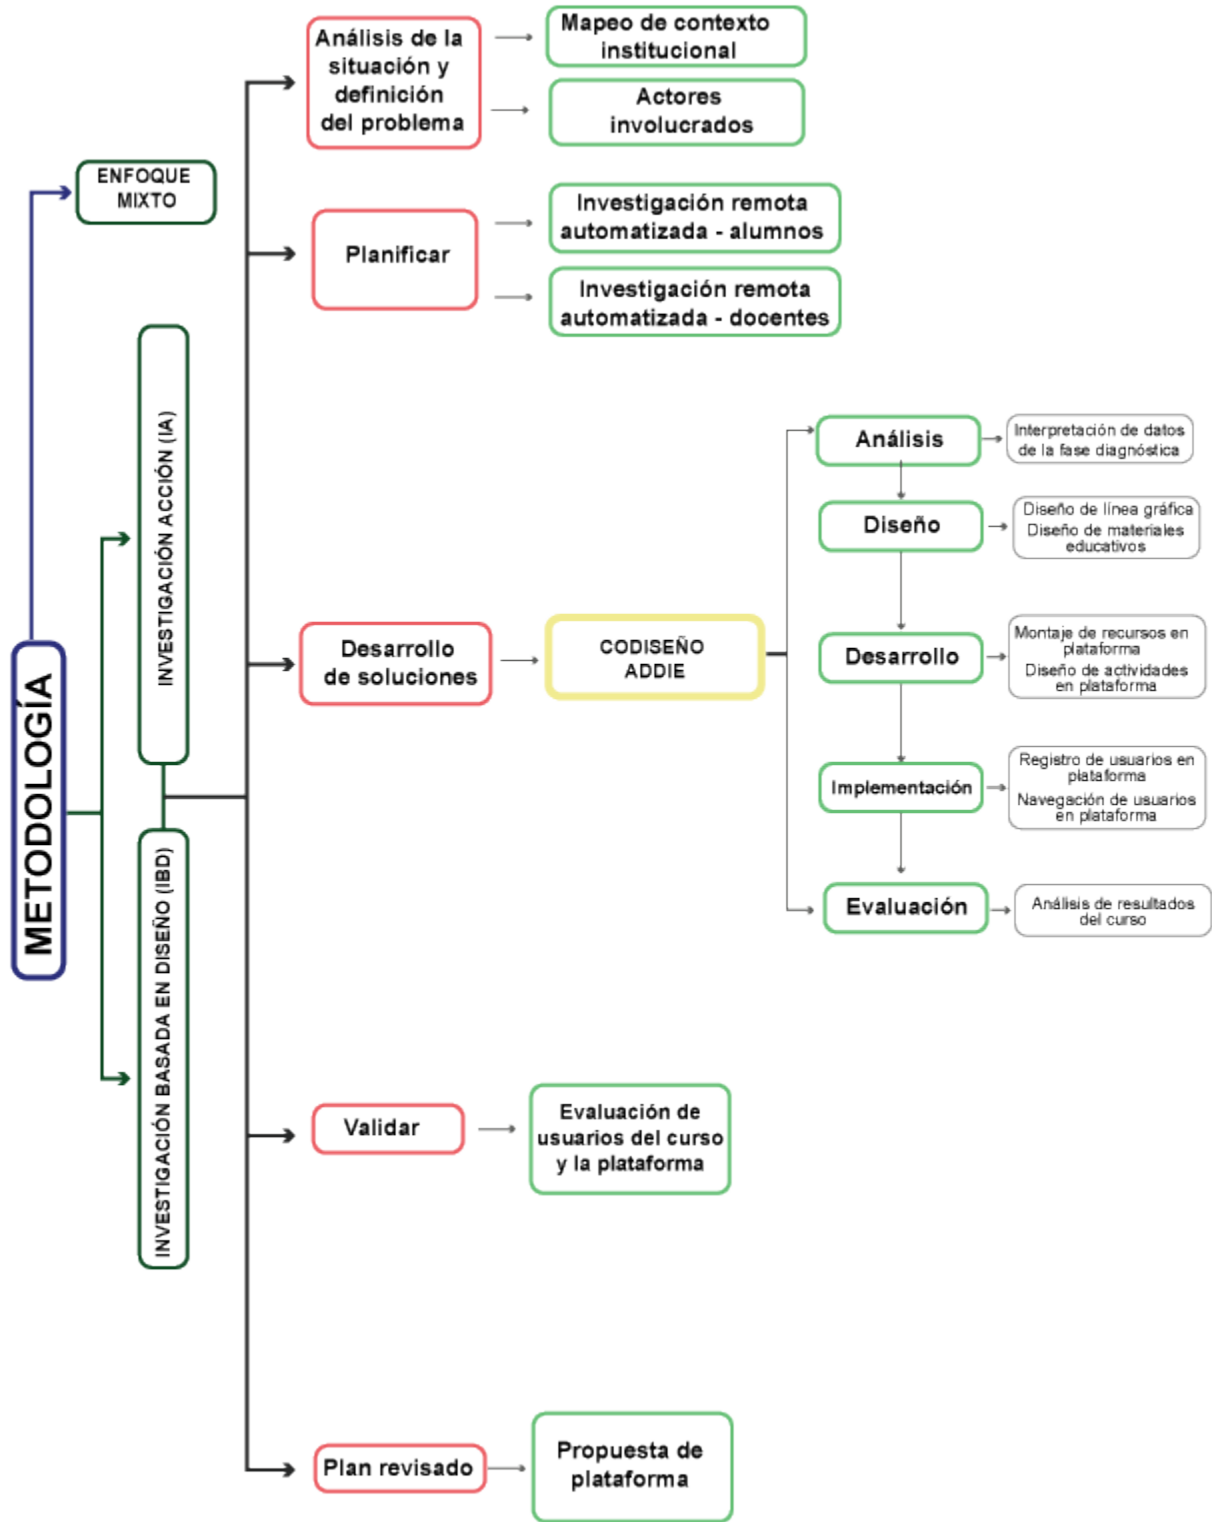 METODOLOGÍA
ENFOQUE
MIXTO
INVESTIGACIÓN ACCIÓN (IA)
INVESTIGACIÓN BASADA EN DISEÑO (IBD)
Análisis de la
situación y
definición
del problema
Mapeo de contexto
institucional
Actores
involucrados
Planificar
Investigación remota
automatizada - alumnos
Investigación remota
automatizada - docentes
Desarrollo
de soluciones
CODISEÑO
ADDIE
Análisis
Interpretación de datos
de la fase diagnóstica
Diseño
Diseño de línea gráfica
Diseño de materiales
educativos
Desarrollo
Montaje de recursos en
plataforma
Diseño de actividades
en plataforma
Implementación
Registro de usuarios en
plataforma
Navegación de usuarios
en plataforma
Evaluación
Análisis de resultados
del curso
Validar
Evaluación de
usuarios del curso
y la plataforma
Plan revisado
Propuesta de
plataforma